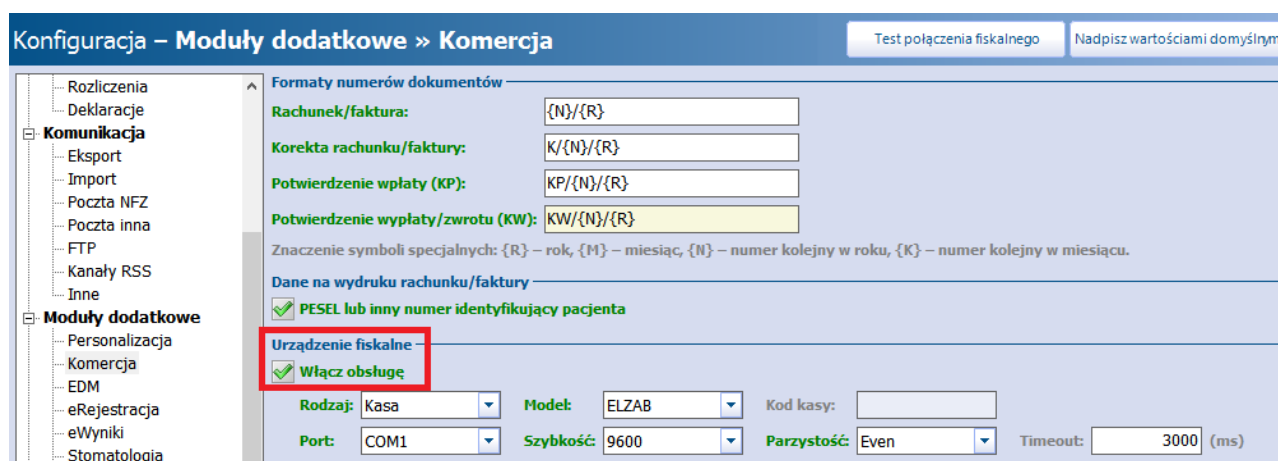 Konfiguracja – Moduły dodatkowe » Komercja
Test połączenia fiskalnego
Nadpisz wartościami domyślnym
Rozliczenia
Deklaracje
Komunikacja
Eksport
Import
Poczta NFZ
Poczta inna
FTP
Kanały RSS
Inne
Moduły dodatkowe
Personalizacja
Komercja
EDM
eRejestracja
eWyniki
Stomatologia
Formaty numerów dokumentów
Rachunek/faktura: {N}/{R}
Korekta rachunku/faktury: K/{N}/{R}
Potwierdzenie wpłaty (KP): KP/{N}/{R}
Potwierdzenie wypłaty/zwrotu (KW): KW/{N}/{R}
Znaczenie symboli specjalnych: {R} – rok, {M} – miesiąc, {N} – numer kolejny w roku, {K} – numer kolejny w miesiącu.
Dane na wydruku rachunku/faktury
PESEL lub inny numer identyfikujący pacjenta
Urządzenie fiskalne
Włącz obsługę
Rodzaj: Kasa Model: ELZAB Kod kasy:
Port: COM1 Szybkość: 9600 Parzystość: Even Timeout: 3000 (ms)